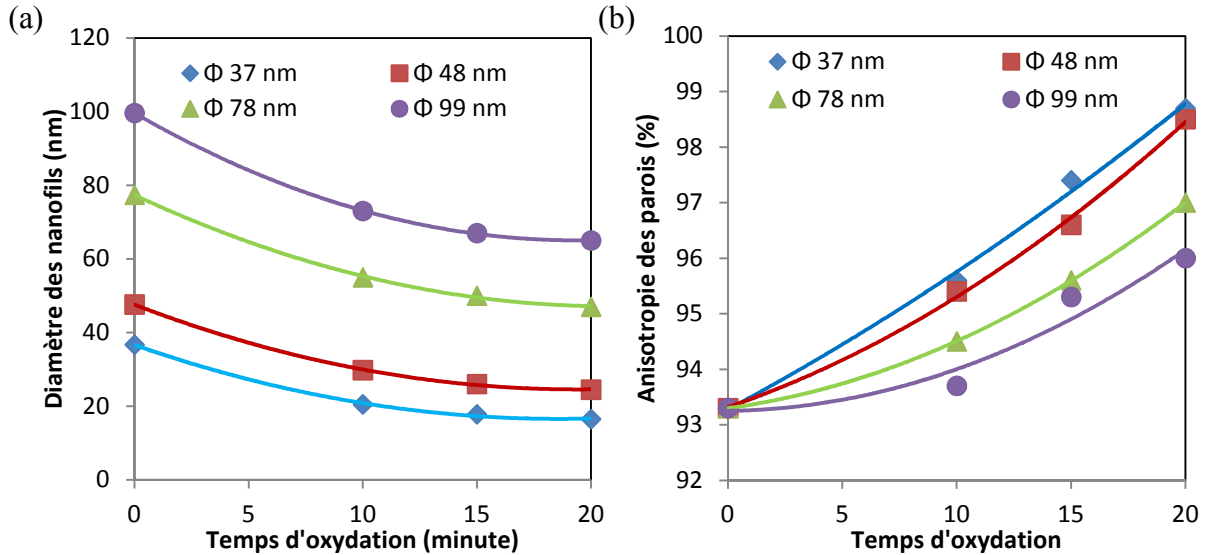 (a)
120
100
80
60
40
20
0
Diamètre des nanofils (nm)
Φ 37 nm
Φ 48 nm
Φ 78 nm
Φ 99 nm
0 5 10 15 20
Temps d'oxydation (minute)
(b)
100
99
98
97
96
95
94
93
92
Anisotropie des parois (%)
Φ 37 nm
Φ 48 nm
Φ 78 nm
Φ 99 nm
0 5 10 15 20
Temps d'oxydation